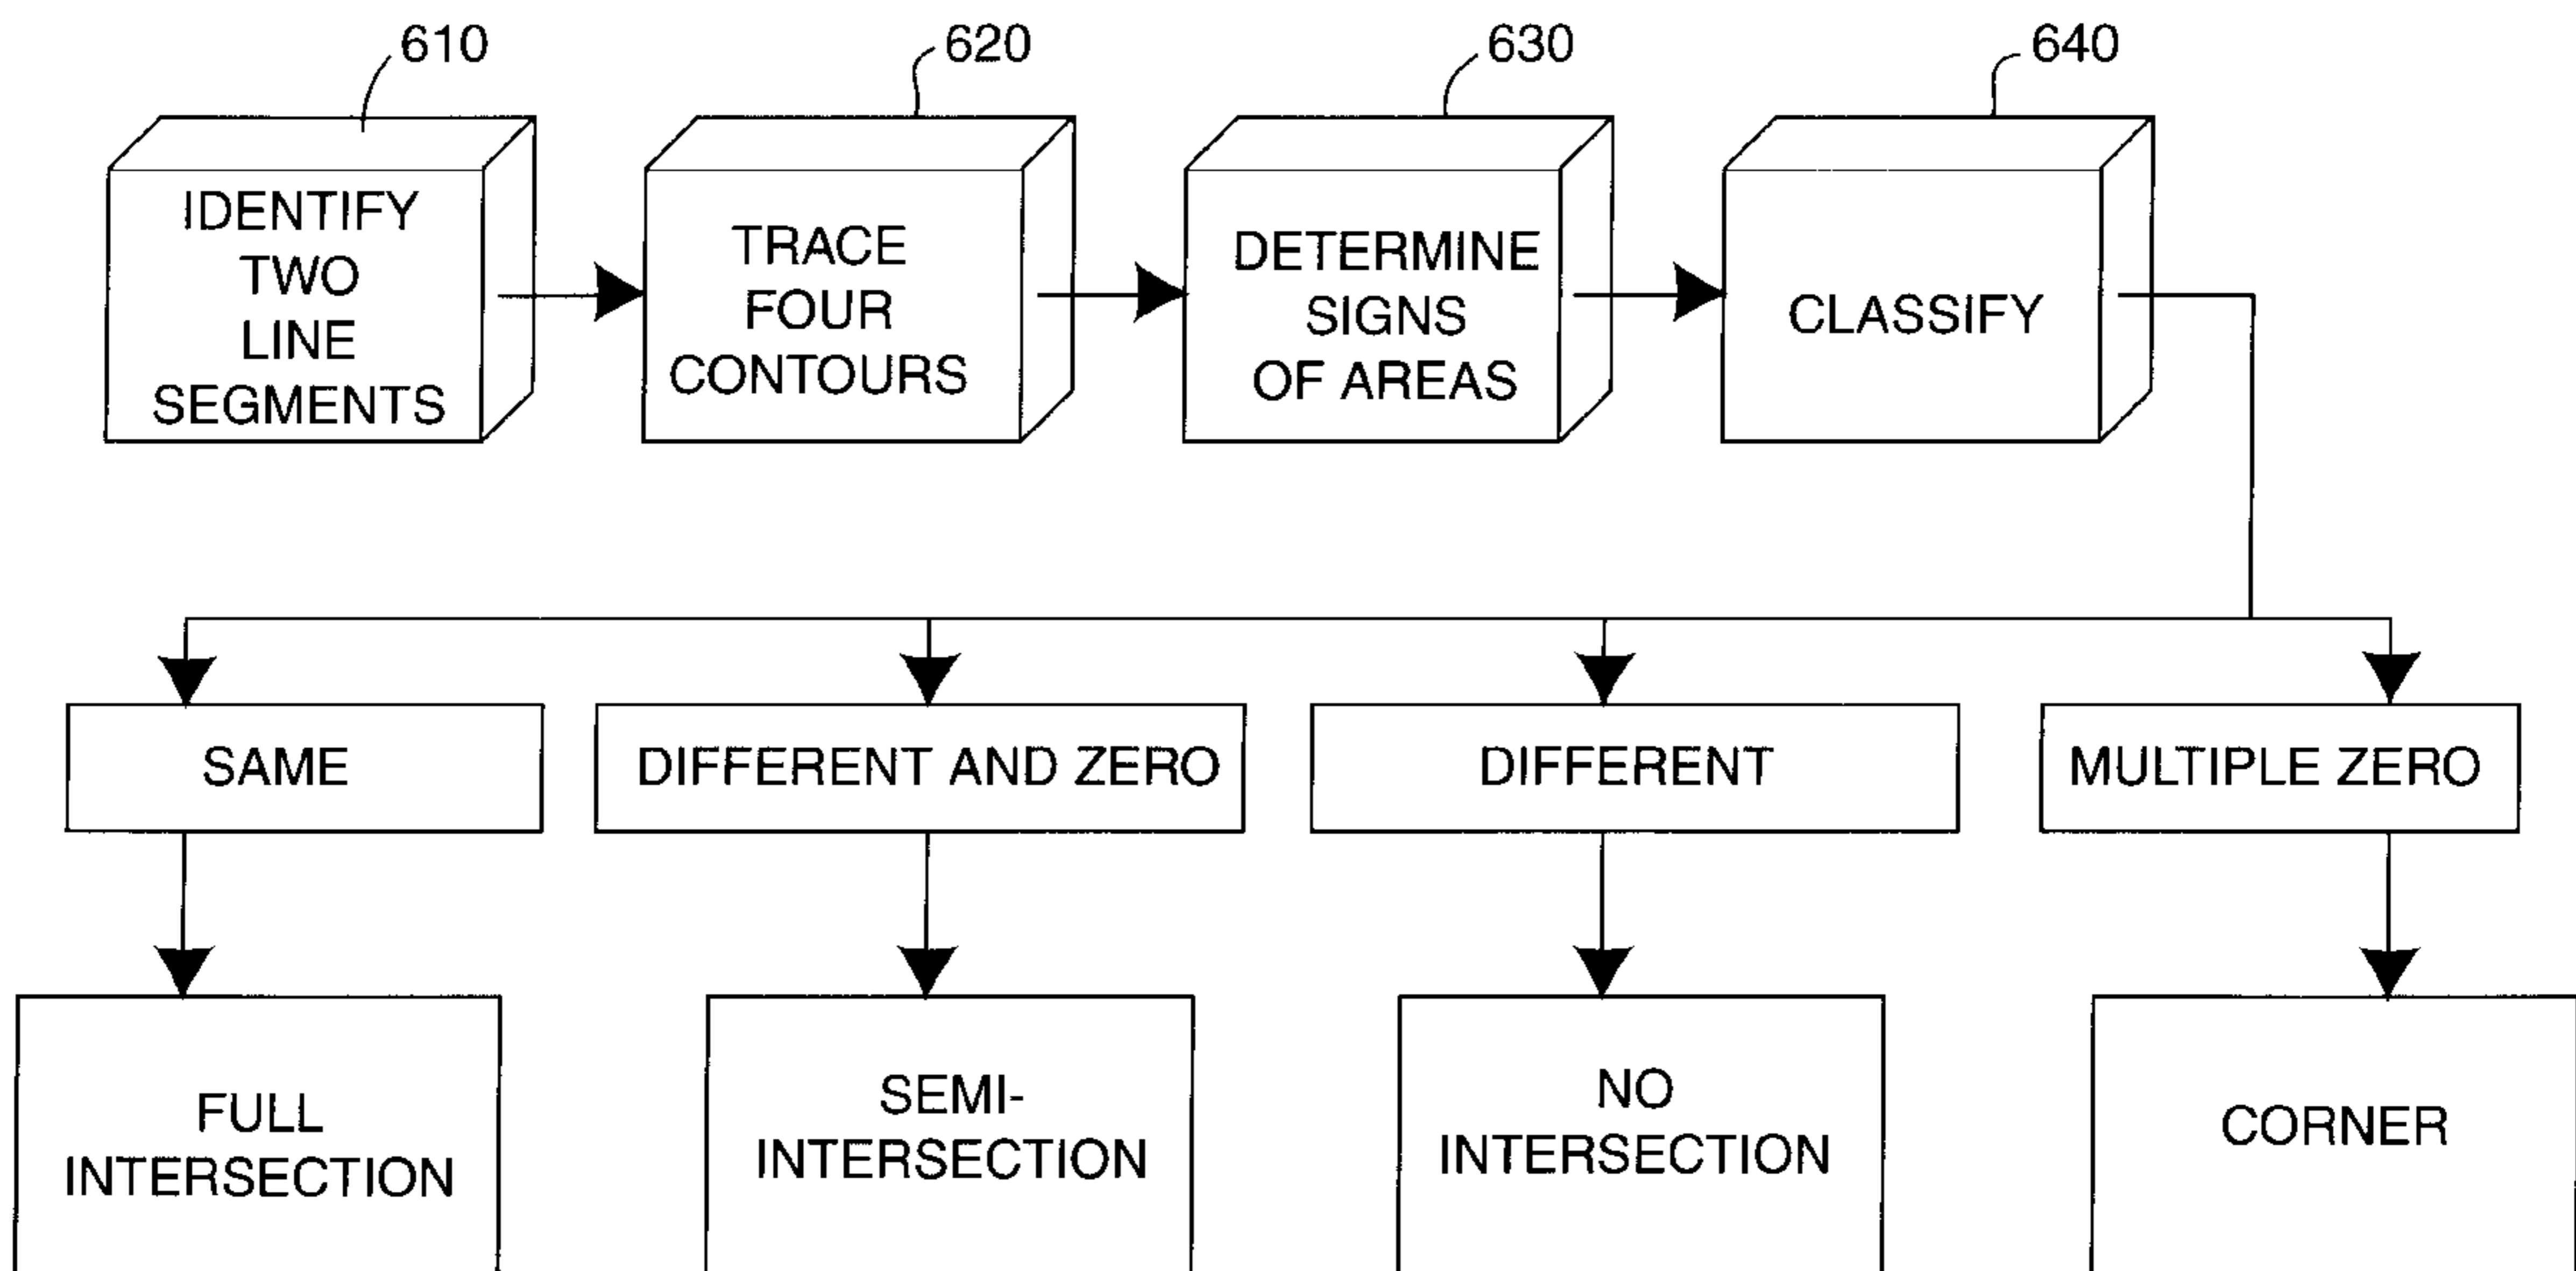 610
620
630
640
IDENTIFY
TWO
LINE
SEGMENTS
TRACE
FOUR
CONTOURS
DETERMINE
SIGNS
OF AREAS
CLASSIFY
SAME
DIFFERENT AND ZERO
DIFFERENT
MULTIPLE ZERO
FULL
INTERSECTION
SEMI-
INTERSECTION
NO
INTERSECTION
CORNER